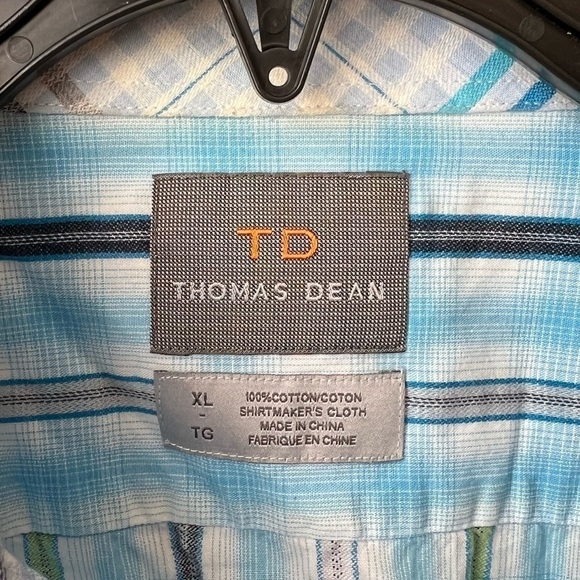 TD
THOMAS DEAN
XL
-
TG
100%COTTON/COTON
SHIRTMAKER'S CLOTH
MADE IN CHINA
FABRIQUE EN CHINE